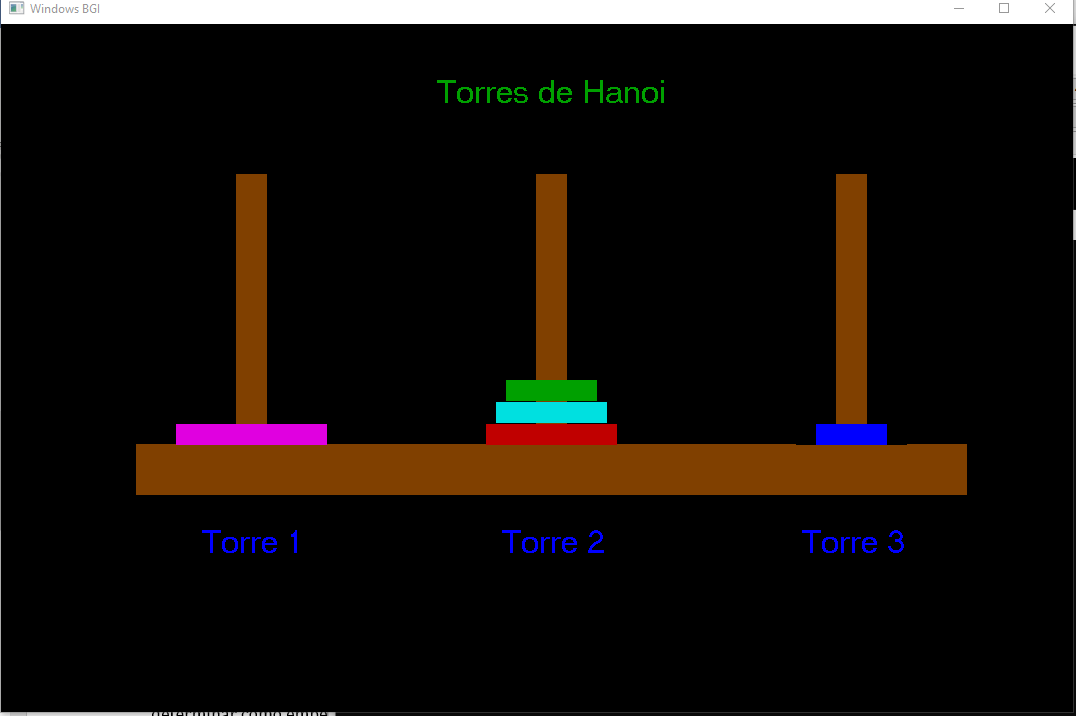 Windows BGI
Torres de Hanoi
Torre 1
Torre 2
Torre 3